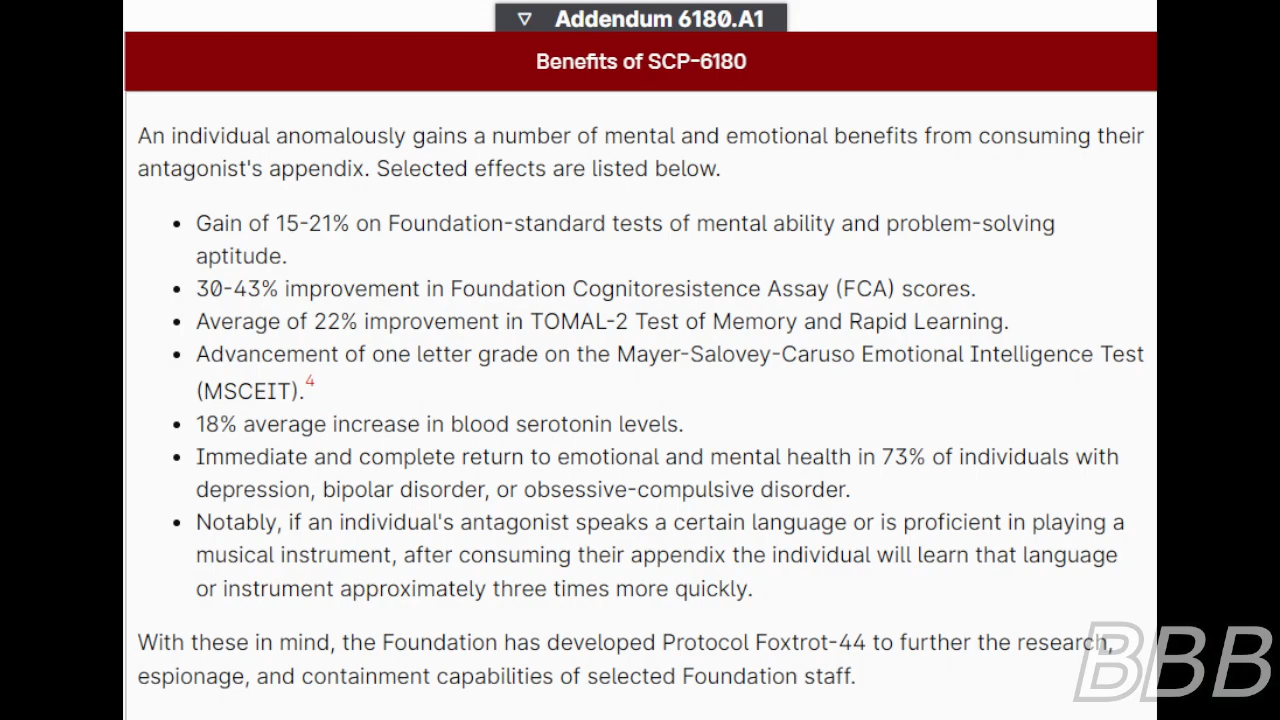 ▽ Addendum 6180.A1
Benefits of SCP-6180
An individual anomalously gains a number of mental and emotional benefits from consuming their
antagonist's appendix. Selected effects are listed below.
• Gain of 15-21% on Foundation-standard tests of mental ability and problem-solving
aptitude.
• 30-43% improvement in Foundation Cognitoresistence Assay (FCA) scores.
• Average of 22% improvement in TOMAL-2 Test of Memory and Rapid Learning.
• Advancement of one letter grade on the Mayer-Salovey-Caruso Emotional Intelligence Test
(MSCEIT).4
• 18% average increase in blood serotonin levels.
• Immediate and complete return to emotional and mental health in 73% of individuals with
depression, bipolar disorder, or obsessive-compulsive disorder.
• Notably, if an individual's antagonist speaks a certain language or is proficient in playing a
musical instrument, after consuming their appendix the individual will learn that language
or instrument approximately three times more quickly.
With these in mind, the Foundation has developed Protocol Foxtrot-44 to further the research,
espionage, and containment capabilities of selected Foundation staff.
BBB